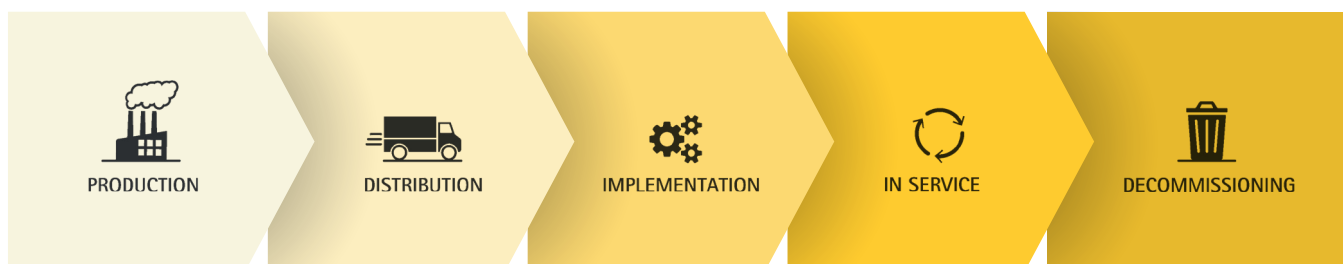 PRODUCTION
DISTRIBUTION
IMPLEMENTATION
IN SERVICE
DECOMMISSIONING